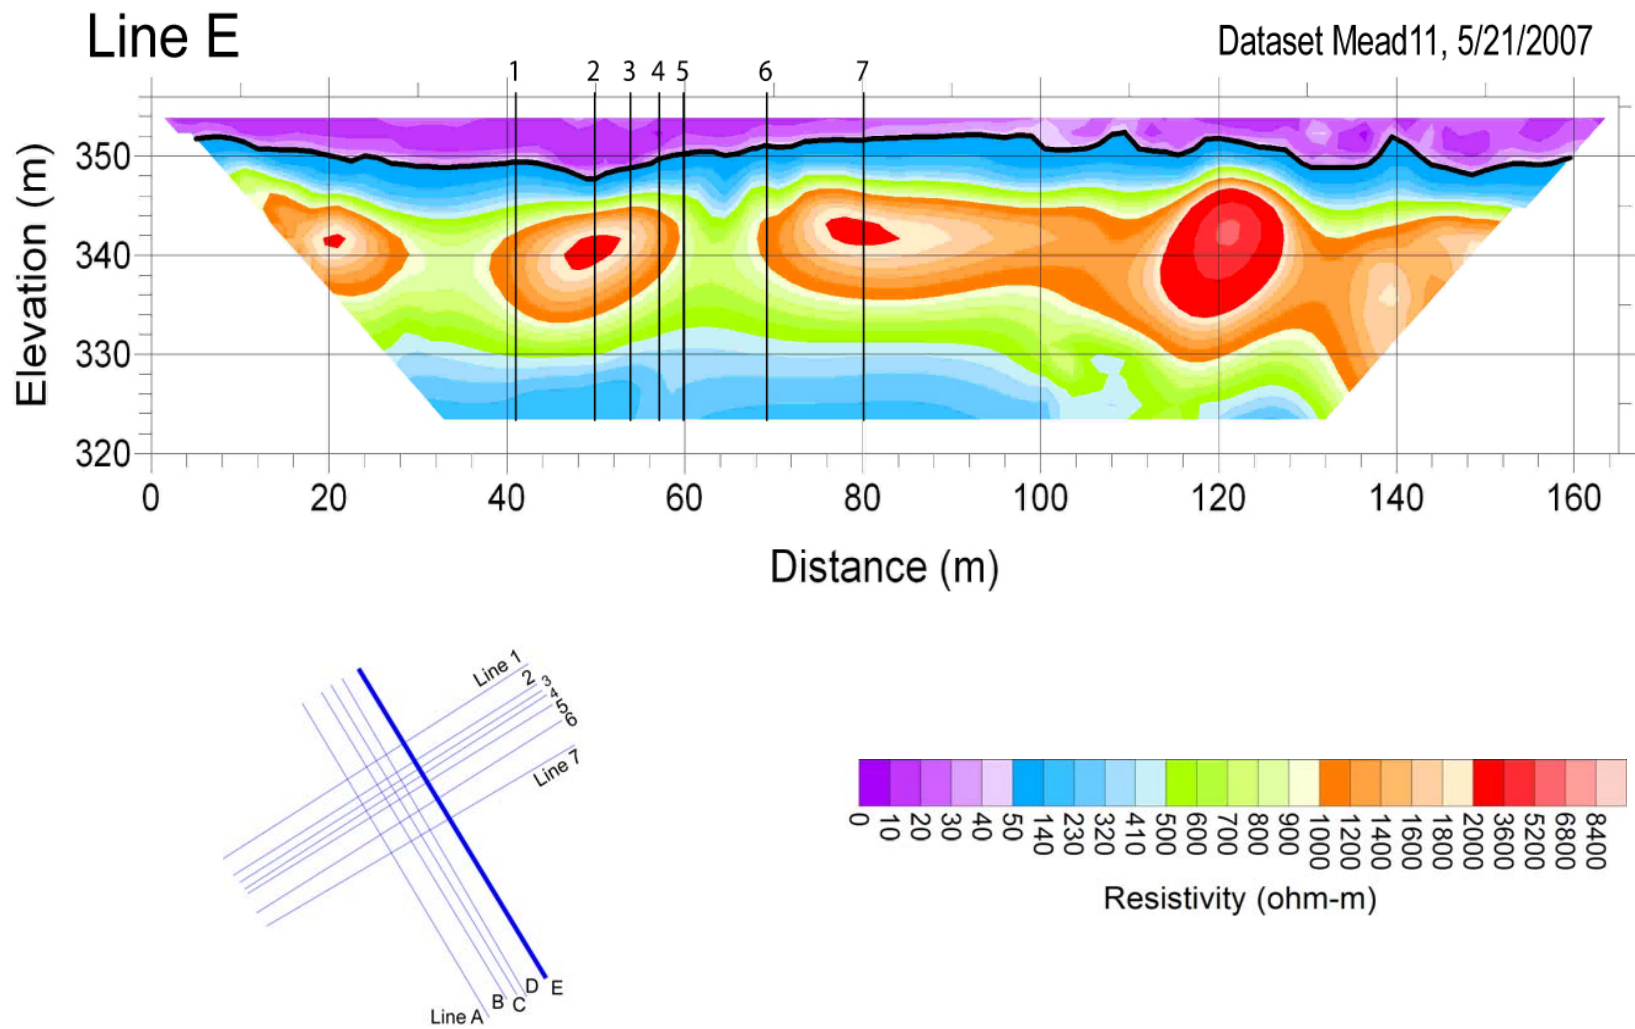 Line E
Dataset Mead11, 5/21/2007
1 2 3 4 5 6 7
Elevation (m)
350
340
330
320
0 20 40 60 80 100 120 140 160
Distance (m)
Line 1
2
3
4
5
6
Line 7
D E
B C
Line A
0 10 20 30 40 50 140 230 320 410 500 600 700 800 900 1000 1200 1400 1600 1800 2000 3600 5200 6800 8400
Resistivity (ohm-m)